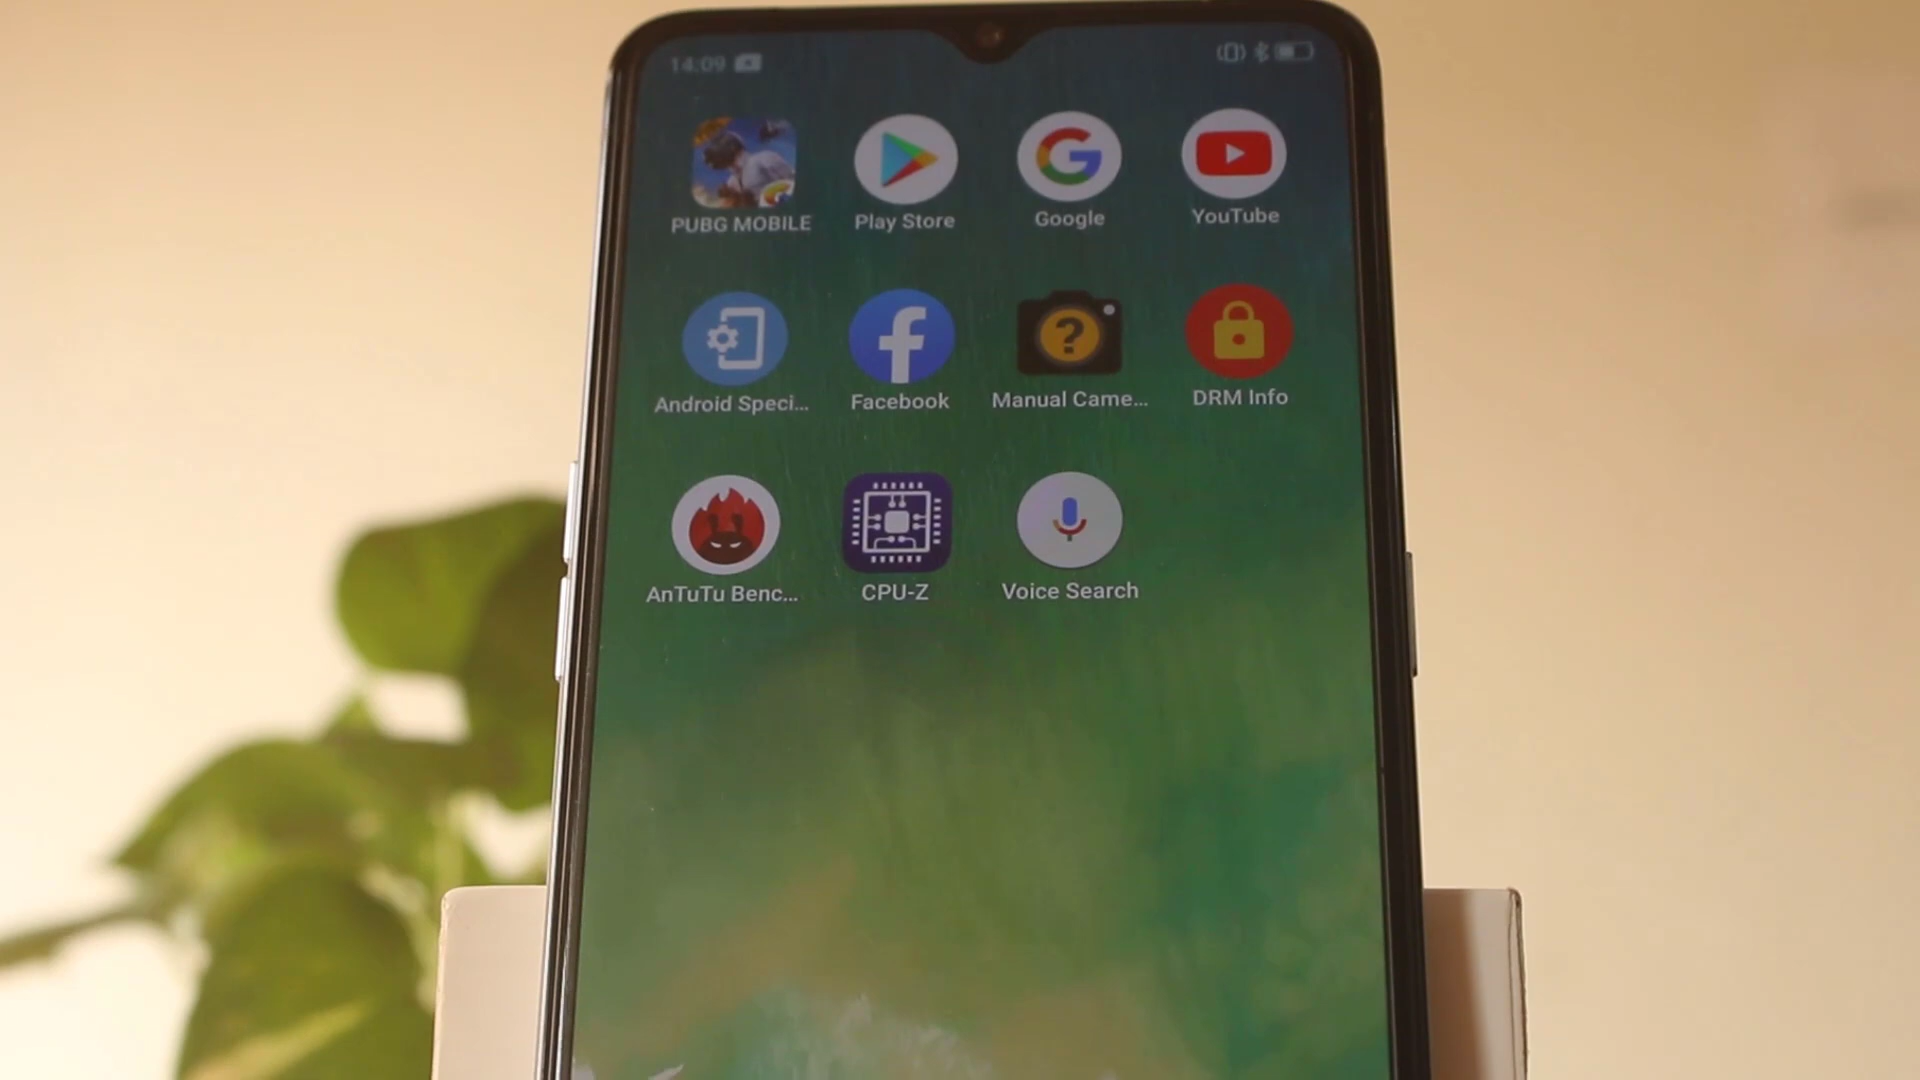 14:09
PUBG MOBILE
Play Store
Google
YouTube
Android Speci...
Facebook
Manual Came...
DRM Info
AnTuTu Benc...
CPU-Z
Voice Search